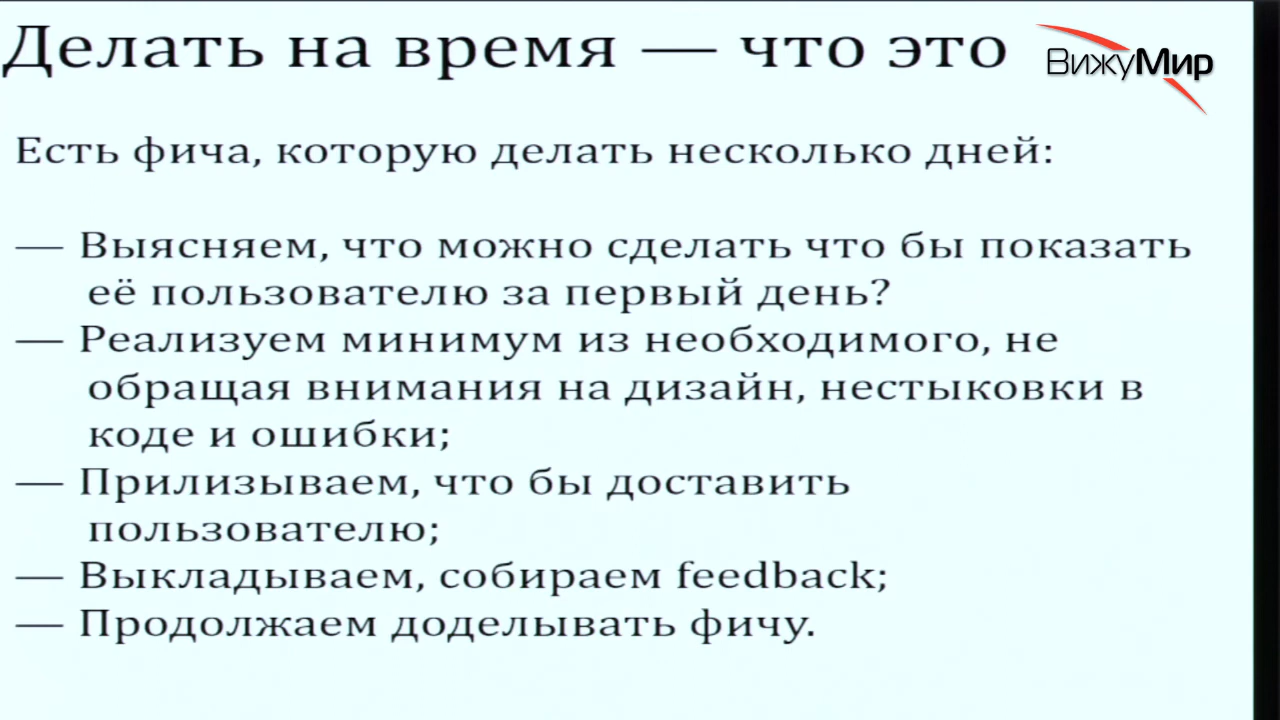 Делать на время — что это
ВижуМир
Есть фича, которую делать несколько дней:
— Выясняем, что можно сделать что бы показать
её пользователю за первый день?
— Реализуем минимум из необходимого, не
обращая внимания на дизайн, нестыковки в
коде и ошибки;
— Прилизываем, что бы доставить
пользователю;
— Выкладываем, собираем feedback;
— Продолжаем доделывать фичу.